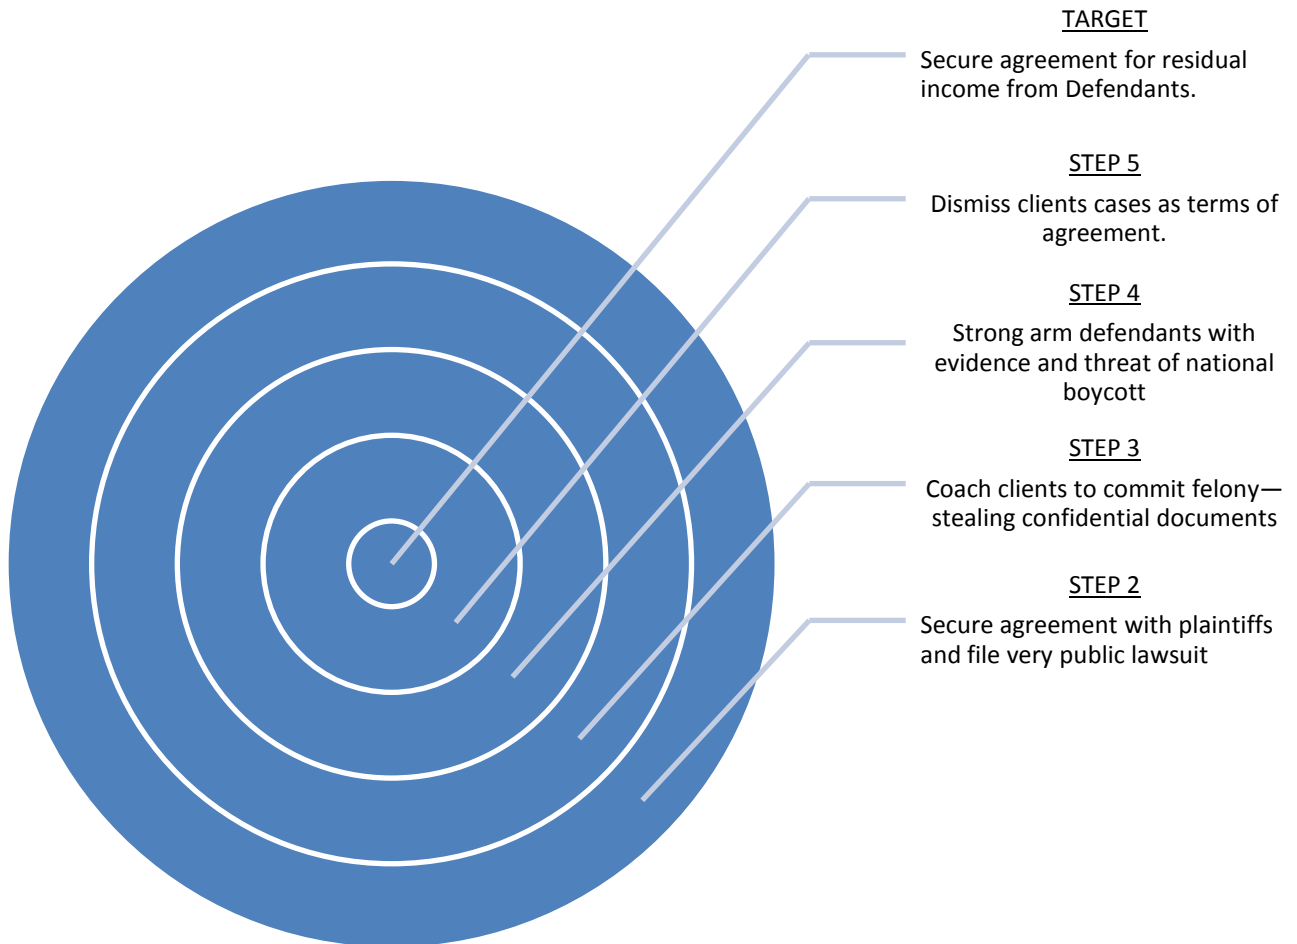 TARGET
Secure agreement for residual
income from Defendants.
STEP 5
Dismiss clients cases as terms of
agreement.
STEP 4
Strong arm defendants with
evidence and threat of national
boycott
STEP 3
Coach clients to commit felony—
stealing confidential documents
STEP 2
Secure agreement with plaintiffs
and file very public lawsuit